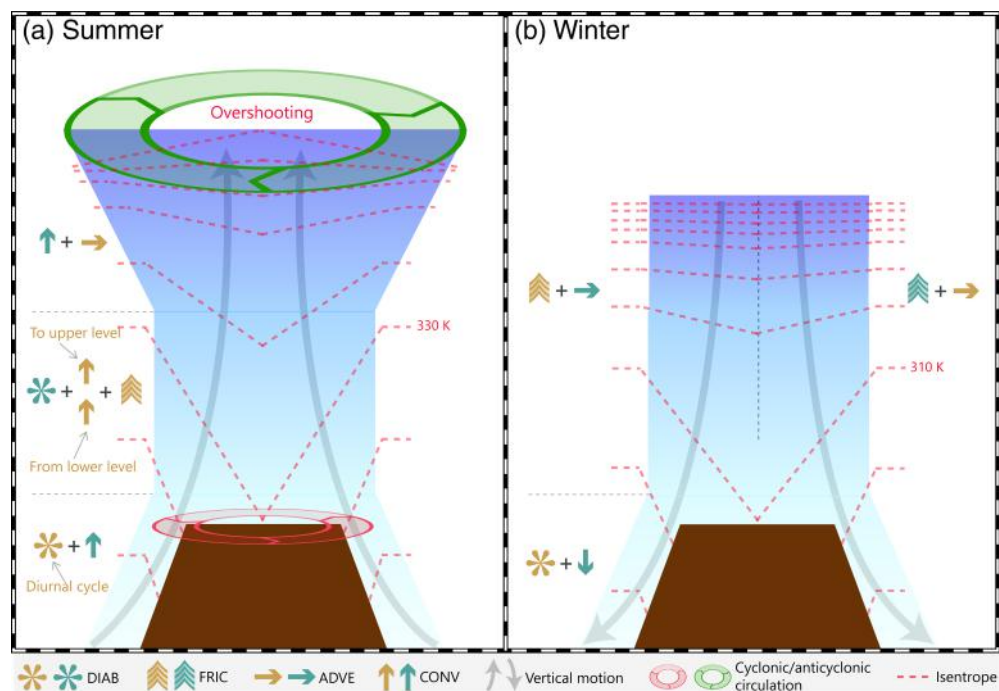 (a) Summer
(b) Winter
Overshooting
+
To upper level
330 K
+ +
From lower level
+
Diurnal cycle
+
+
310 K
+
DIAB
FRIC
ADVE
CONV
Vertical motion
Cyclonic/anticyclonic
circulation
Isentrope